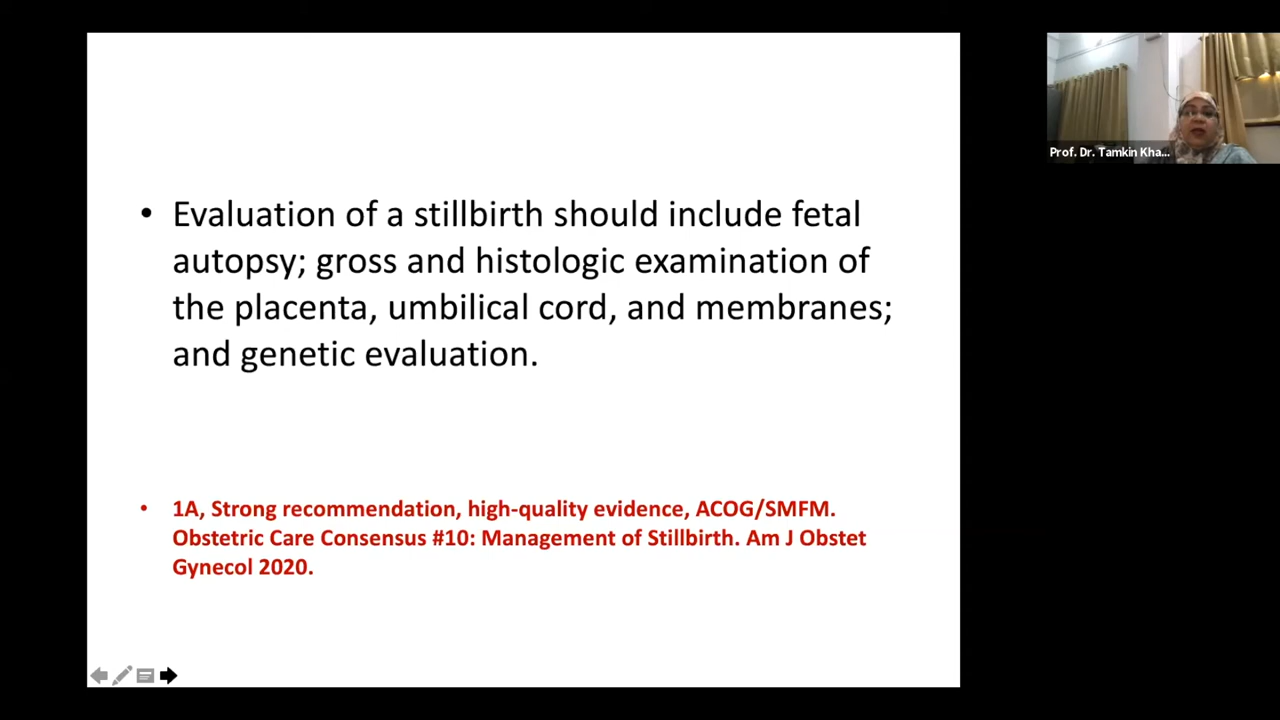 • Evaluation of a stillbirth should include fetal
autopsy; gross and histologic examination of
the placenta, umbilical cord, and membranes;
and genetic evaluation.
• 1A, Strong recommendation, high-quality evidence, ACOG/SMFM.
Obstetric Care Consensus #10: Management of Stillbirth. Am J Obstet
Gynecol 2020.
Prof. Dr. Tamkin Kha...